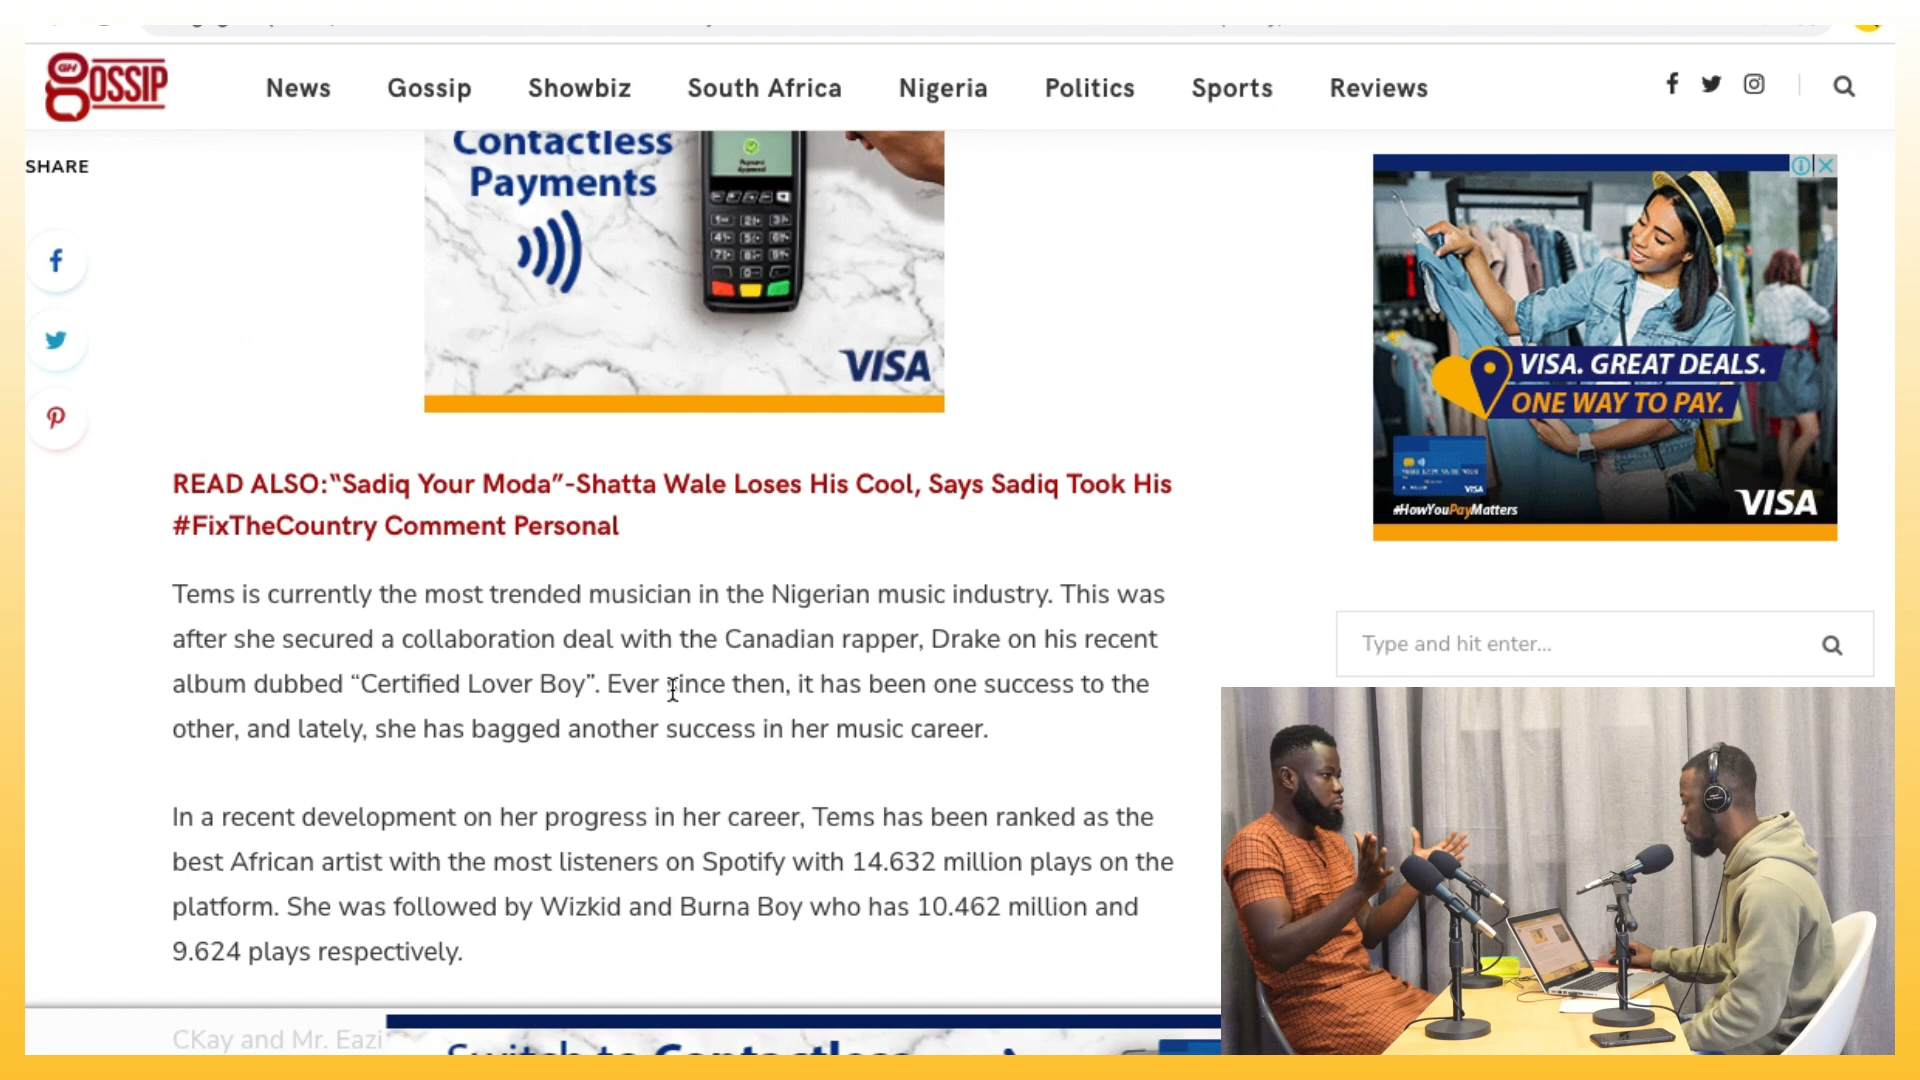 GH GOSSIP
News Gossip Showbiz South Africa Nigeria Politics Sports Reviews
SHARE
Contactless
Payments
VISA
VISA. GREAT DEALS.
ONE WAY TO PAY.
VISA
#HowYouPayMatters
VISA
READ ALSO:“Sadiq Your Moda”-Shatta Wale Loses His Cool, Says Sadiq Took His
#FixTheCountry Comment Personal
Tems is currently the most trended musician in the Nigerian music industry. This was
after she secured a collaboration deal with the Canadian rapper, Drake on his recent
album dubbed “Certified Lover Boy”. Ever since then, it has been one success to the
other, and lately, she has bagged another success in her music career.
Type and hit enter...
In a recent development on her progress in her career, Tems has been ranked as the
best African artist with the most listeners on Spotify with 14.632 million plays on the
platform. She was followed by Wizkid and Burna Boy who has 10.462 million and
9.624 plays respectively.
CKay and Mr. Eazi
Switch to Contactless